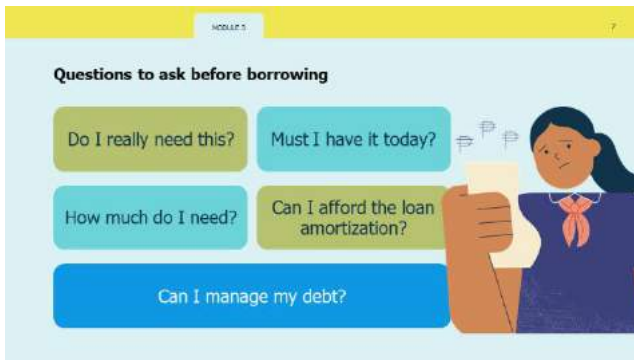 MODULE 3
7
Questions to ask before borrowing
Do I really need this?
Must I have it today?
₱ ₱ ₱
How much do I need?
Can I afford the loan
amortization?
Can I manage my debt?